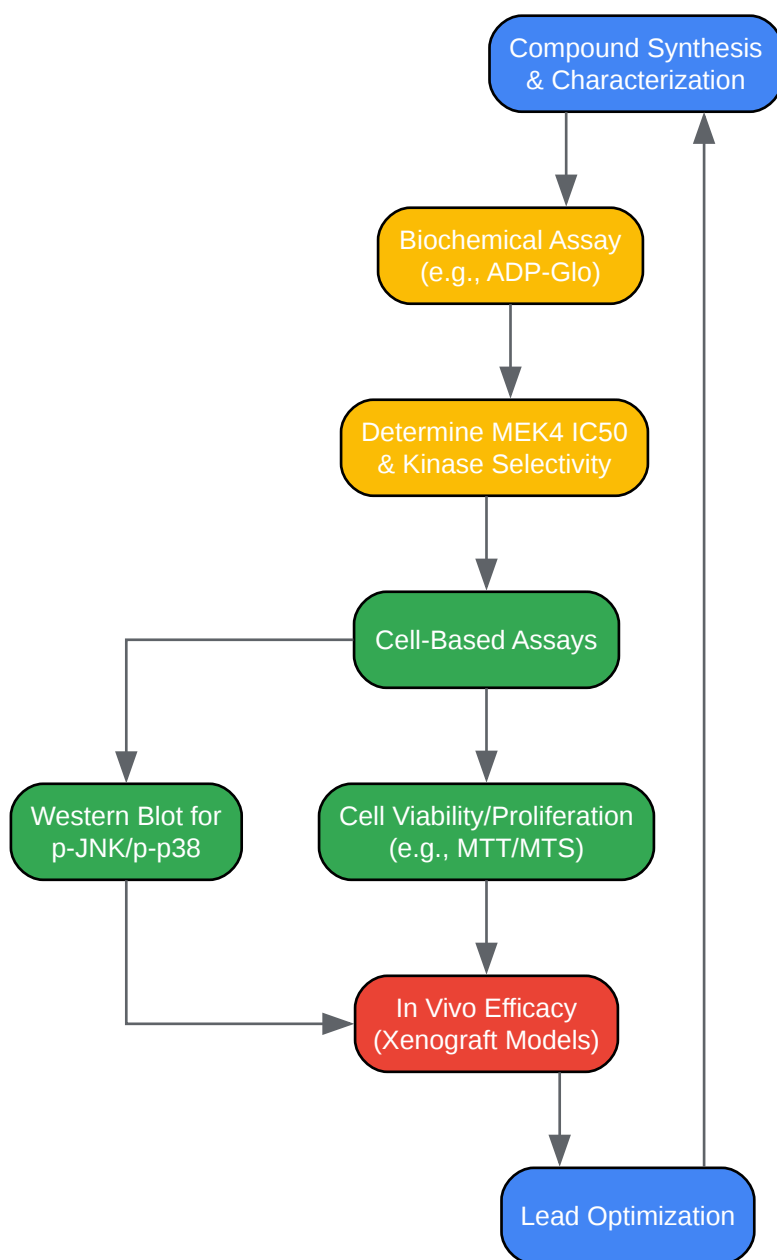 Compound Synthesis
& Characterization
Biochemical Assay
(e.g., ADP-Glo)
Determine MEK4 IC50
& Kinase Selectivity
Cell-Based Assays
Western Blot for
p-JNK/p-p38
Cell Viability/Proliferation
(e.g., MTT/MTS)
In Vivo Efficacy
(Xenograft Models)
Lead Optimization